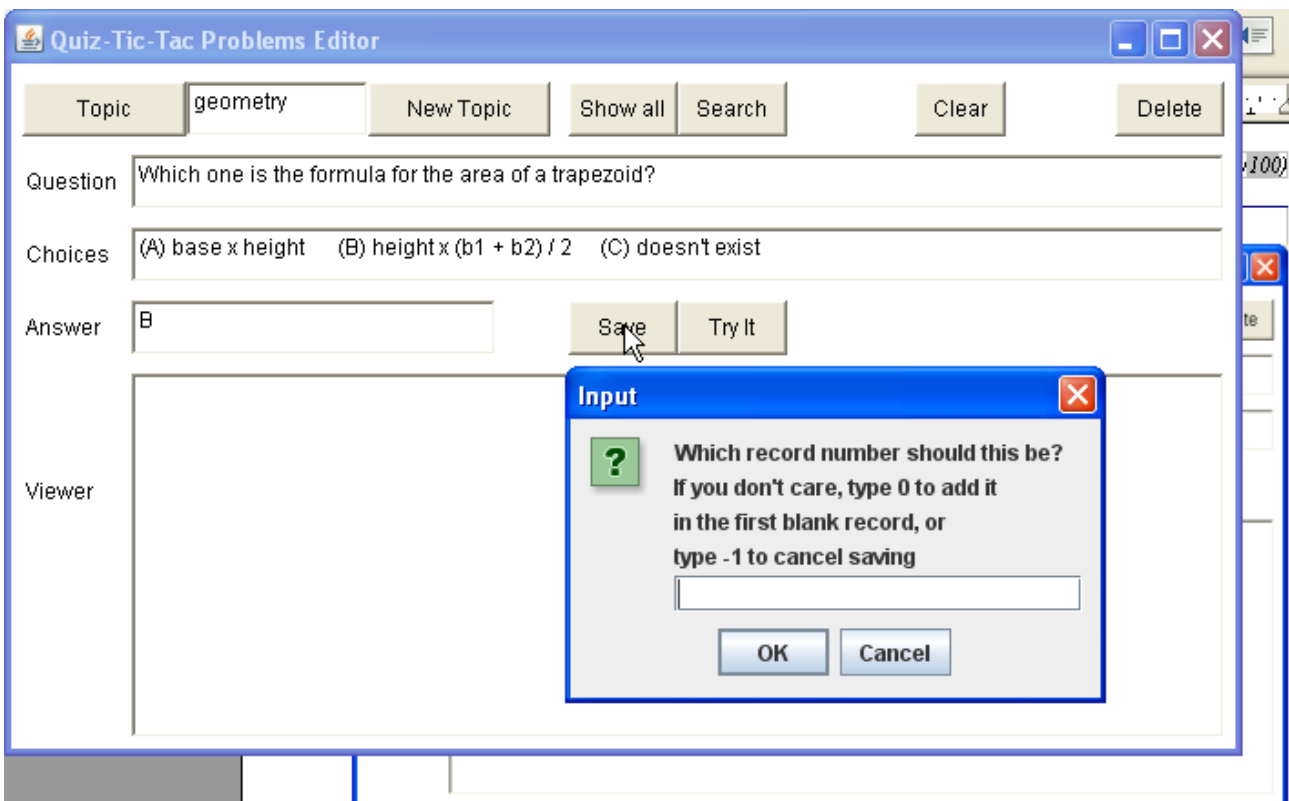 Quiz-Tic-Tac Problems Editor
Topic geometry New Topic Show all Search Clear Delete
Question Which one is the formula for the area of a trapezoid?
Choices (A) base x height (B) height x (b1 + b2) / 2 (C) doesn't exist
Answer B Save Try It
Viewer
Input
? Which record number should this be?
If you don't care, type 0 to add it
in the first blank record, or
type -1 to cancel saving
OK Cancel
100)
te